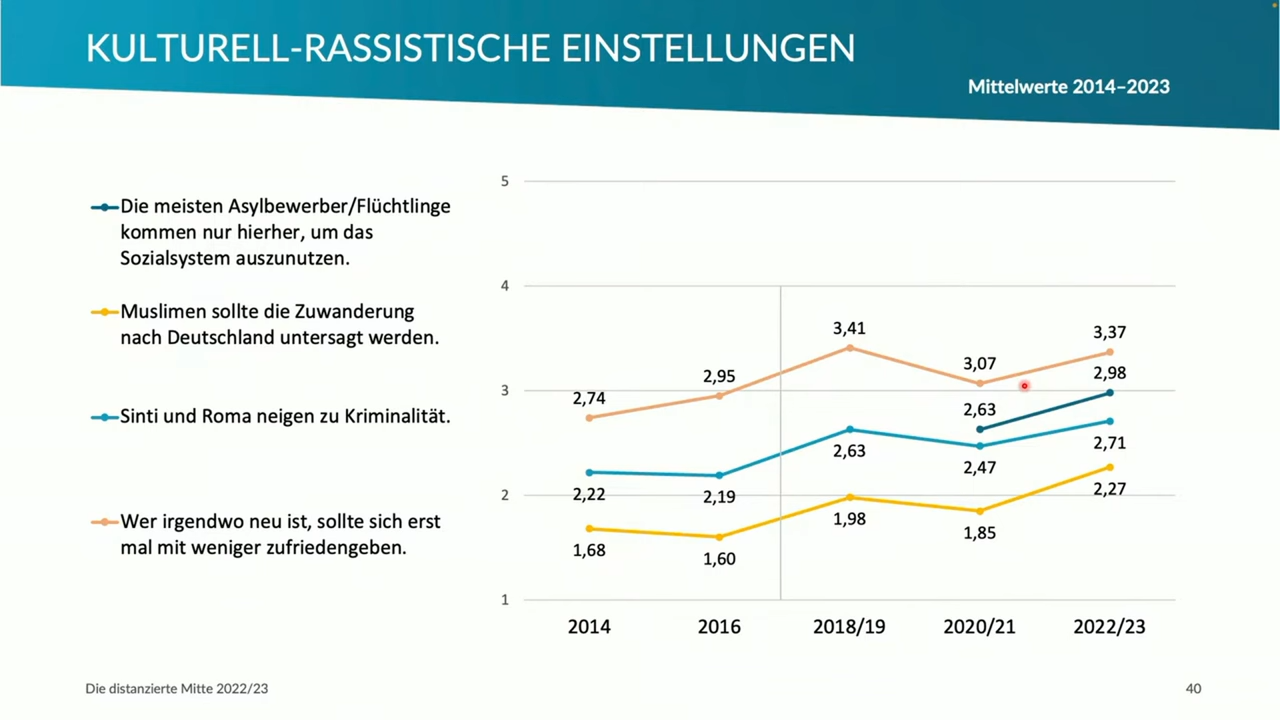 KULTURELL-RASSISTISCHE EINSTELLUNGEN
Mittelwerte 2014–2023
Die meisten Asylbewerber/Flüchtlinge
kommen nur hierher, um das
Sozialsystem auszunutzen.
Muslimen sollte die Zuwanderung
nach Deutschland untersagt werden.
Sinti und Roma neigen zu Kriminalität.
Wer irgendwo neu ist, sollte sich erst
mal mit weniger zufriedengeben.
5
4
3
2
1
2,74
2,95
3,41
3,07
3,37
2,63
2,98
2,22
2,19
2,63
2,47
2,71
1,68
1,60
1,98
1,85
2,27
2014
2016
2018/19
2020/21
2022/23
Die distanzierte Mitte 2022/23
40